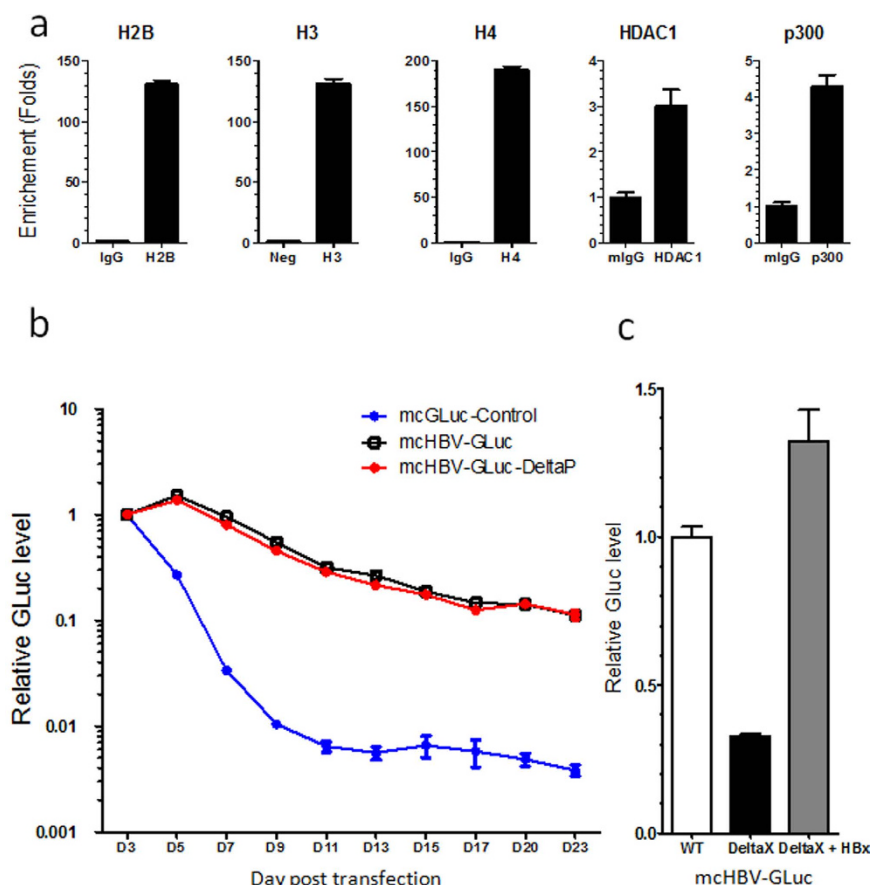 a
H2B H3 H4 HDAC1 p300
Enrichement (Folds)
150
100
50
0
IgG H2B
150
100
50
0
Neg H3
200
150
100
50
0
IgG H4
4
3
2
1
0
mIgG HDAC1
5
4
3
2
1
0
mIgG p300
b
Relative GLuc level
10
1
0.1
0.01
0.001
mcGLuc-Control
mcHBV-GLuc
mcHBV-GLuc-DeltaP
D3 D5 D7 D9 D11 D13 D15 D17 D20 D23
Day post transfection
c
Relative Gluc level
1.5
1.0
0.5
0.0
WT DeltaX DeltaX + HBx
mcHBV-GLuc